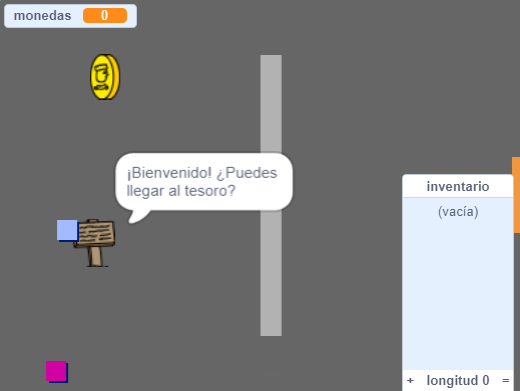 monedas 0
¡Bienvenido! ¿Puedes
llegar al tesoro?
inventario
(vacía)
+ longitud 0 =